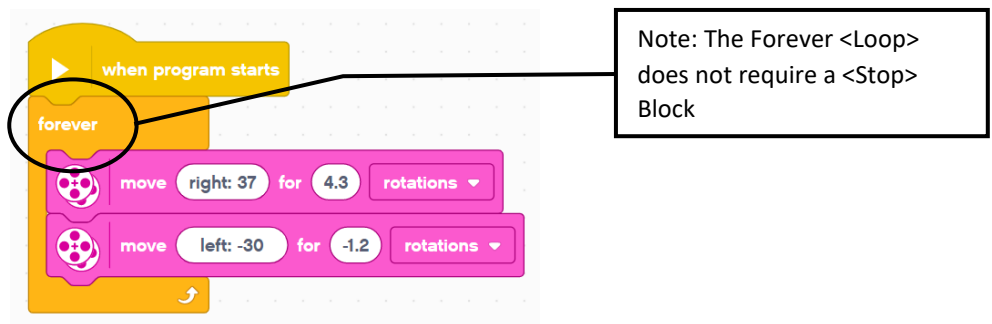 when program starts
forever
move right: 37 for 4.3 rotations
move left: -30 for -1.2 rotations
Note: The Forever <Loop>
does not require a <Stop>
Block